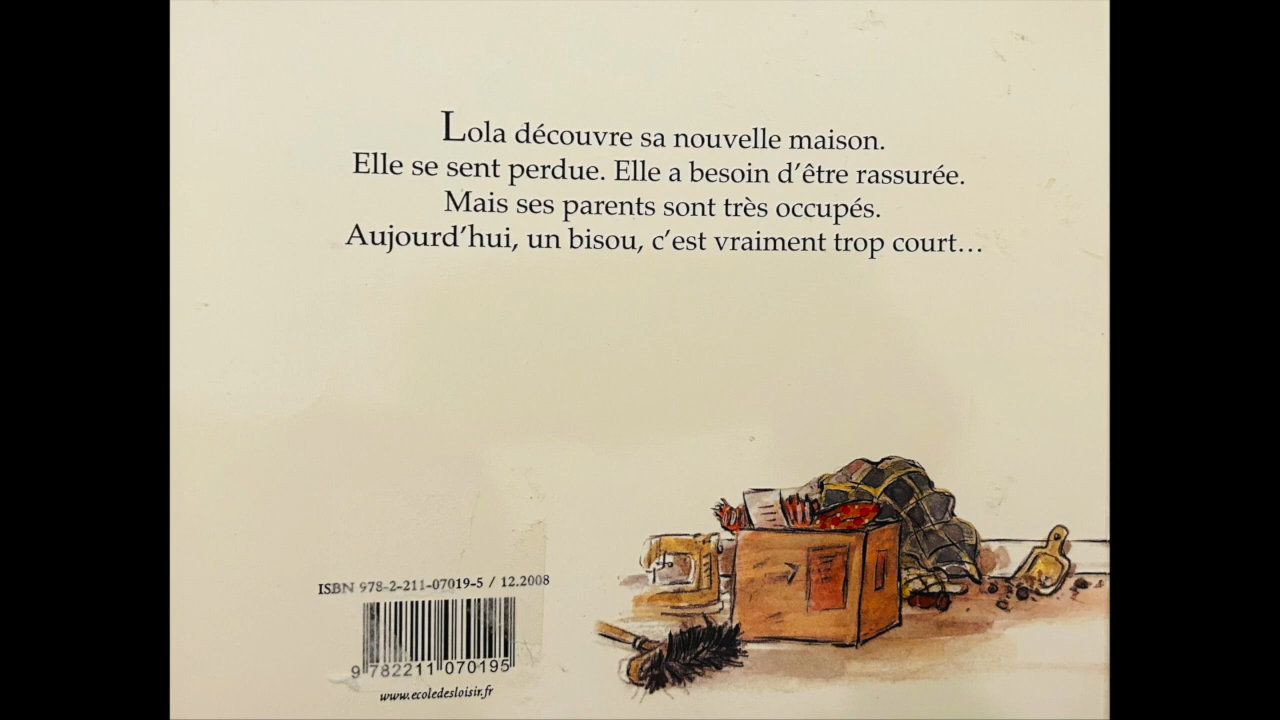 Lola découvre sa nouvelle maison.
Elle se sent perdue. Elle a besoin d'être rassurée.
Mais ses parents sont très occupés.
Aujourd'hui, un bisou, c'est vraiment trop court…
ISBN 978-2-211-07019-5 / 12.2008
9 782211 070195
www.ecoledesloisir.fr